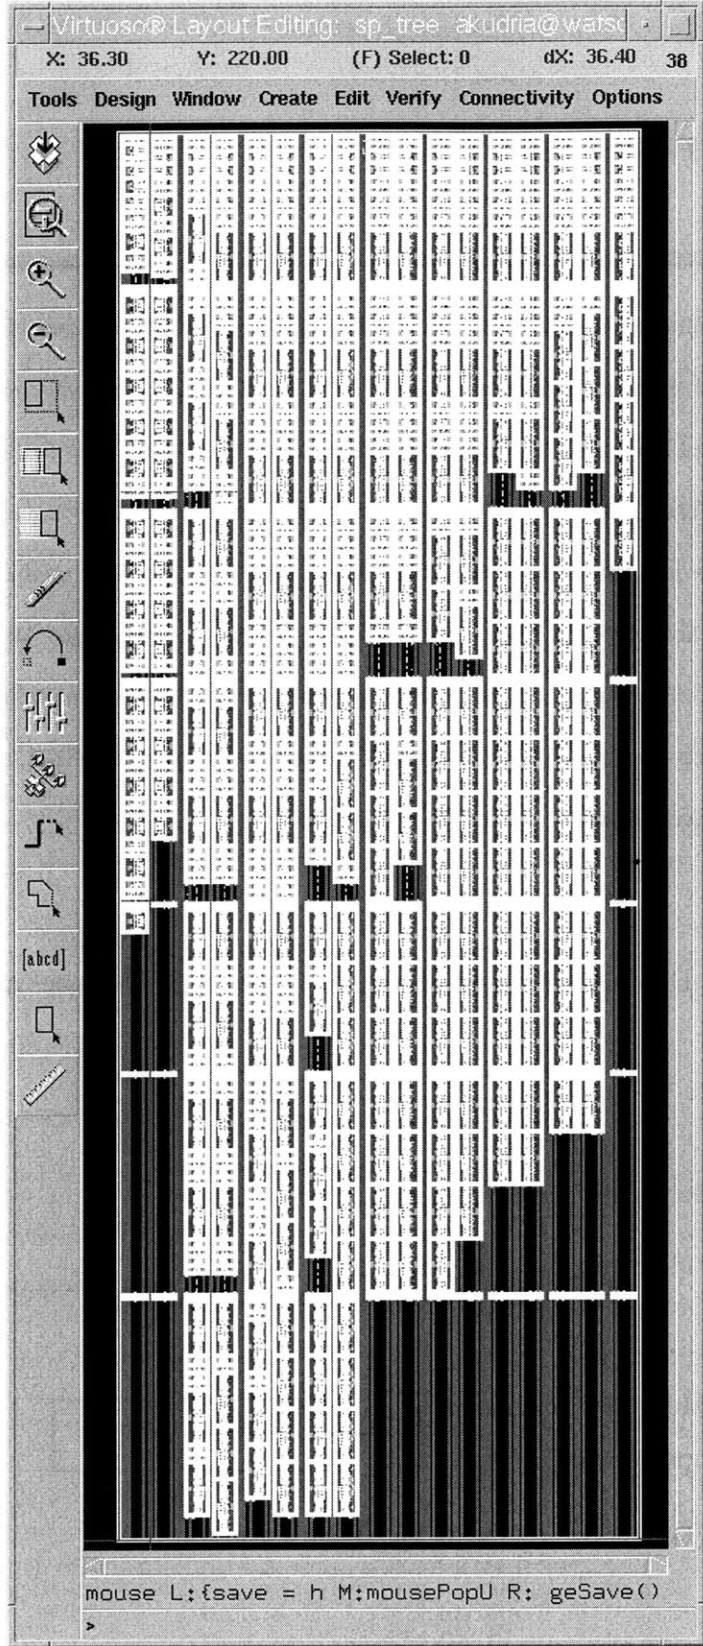 Virtuoso® Layout Editing: sp_tree akudria@watso
X: 36.30 Y: 220.00 (F) Select: 0 dX: 36.40 38
Tools Design Window Create Edit Verify Connectivity Options
[abcd]
mouse L:{save = h M:mousePopU R: geSave()
>